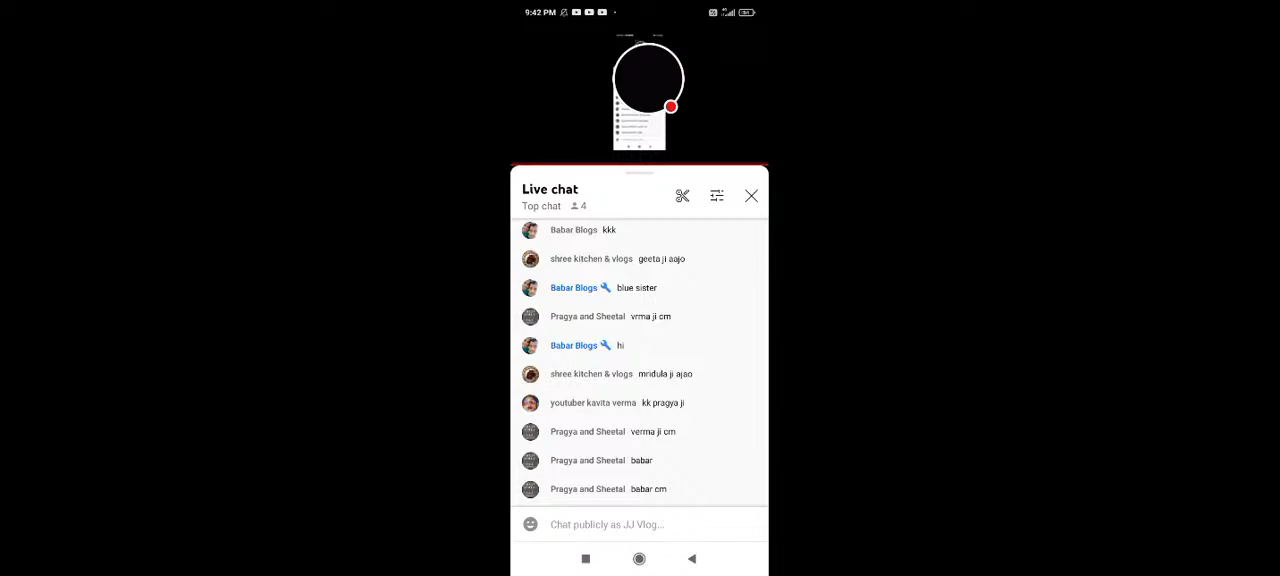 9:42 PM
Live chat
Top chat 4
Babar Blogs kkk
shree kitchen & vlogs geeta ji aajo
Babar Blogs blue sister
Pragya and Sheetal vrma ji cm
Babar Blogs hi
shree kitchen & vlogs mridula ji ajao
youtuber kavita verma kk pragya ji
Pragya and Sheetal verma ji cm
Pragya and Sheetal babar
Pragya and Sheetal babar cm
Chat publicly as JJ Vlog...